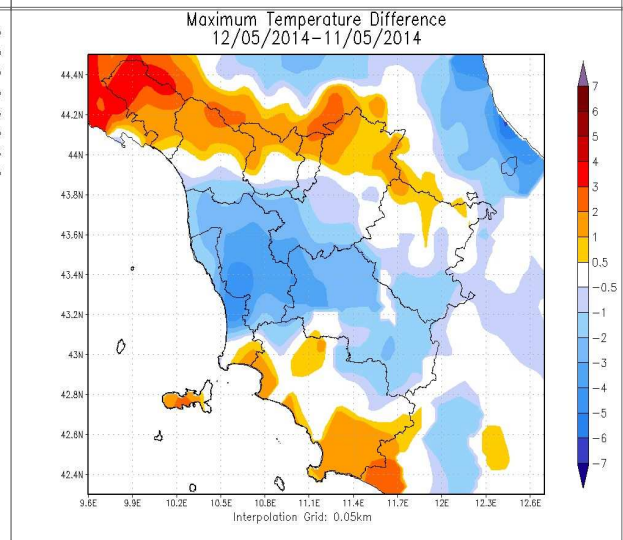 Maximum Temperature Difference
12/05/2014-11/05/2014
44.4N
44.2N
44N
43.8N
43.6N
43.4N
43.2N
43N
42.8N
42.6N
42.4N
9.6E 9.9E 10.2E 10.5E 10.8E 11.1E 11.4E 11.7E 12E 12.3E 12.6E
Interpolation Grid: 0.05km
7
6
5
4
3
2
1
0.5
-0.5
-1
-2
-3
-4
-5
-6
-7